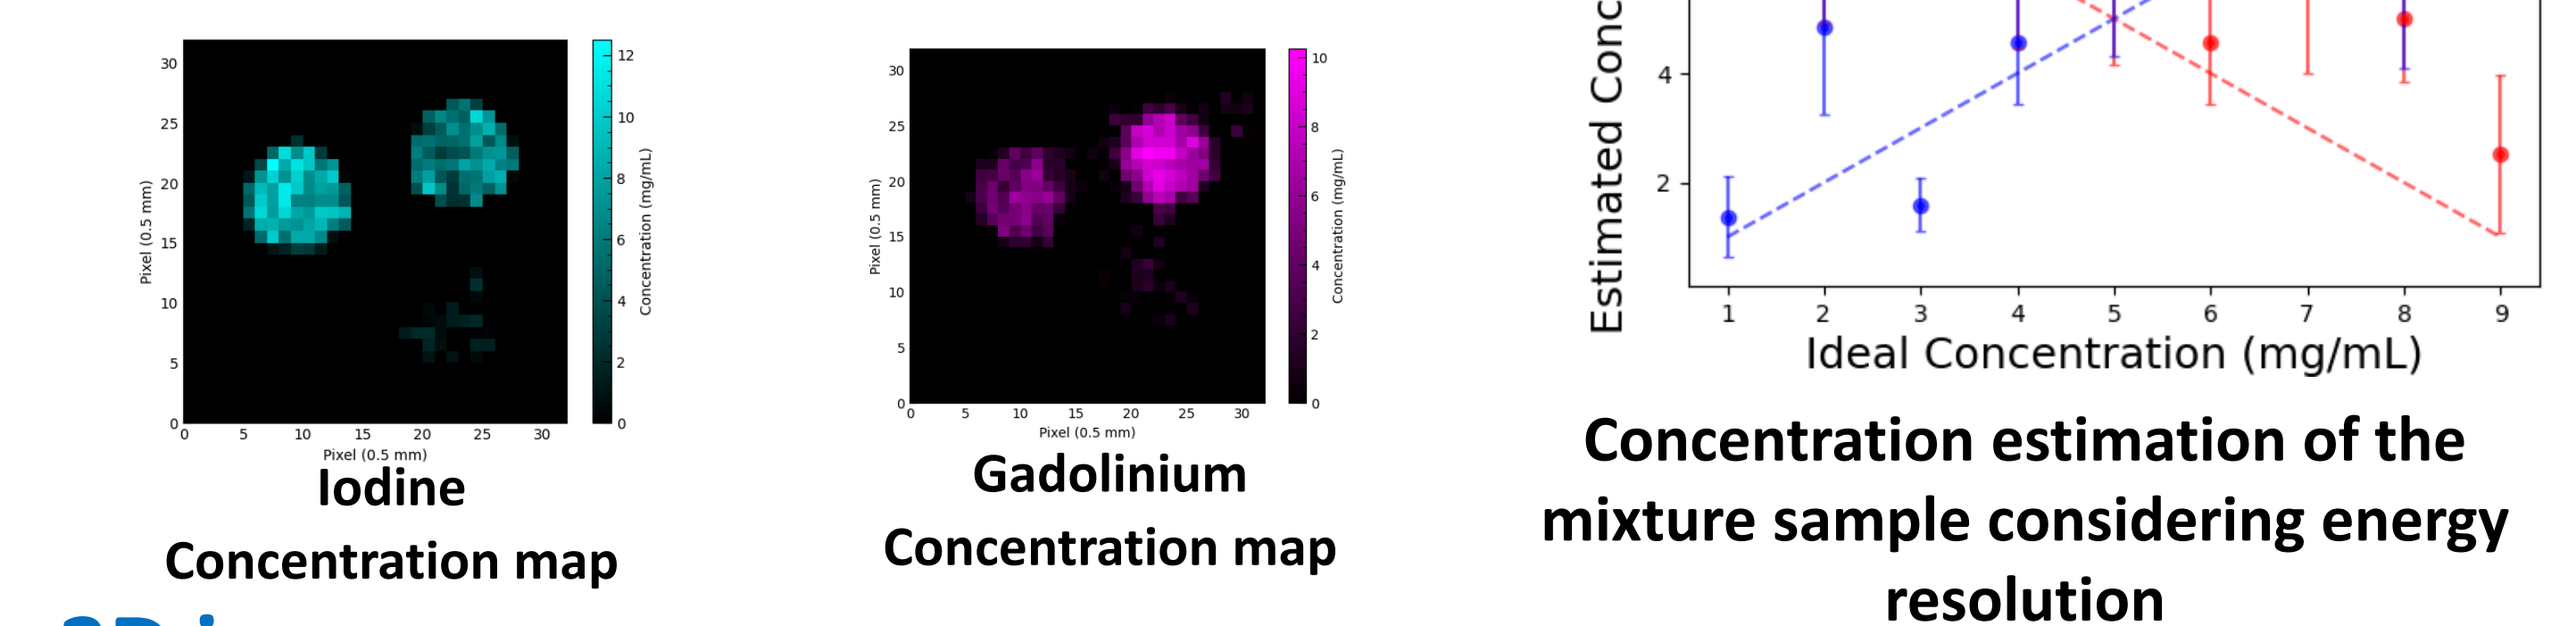 30
25
20
15
10
5
0
0 5 10 15 20 25 30
Pixel (0.5 mm)
Pixel (0.5 mm)
12
10
8
6
4
2
0
Concentration (mg/mL)
Iodine
Concentration map
30
25
20
15
10
5
0
0 5 10 15 20 25 30
Pixel (0.5 mm)
Pixel (0.5 mm)
10
8
6
4
2
0
Concentration (mg/mL)
Gadolinium
Concentration map
Estimated Conc
4
2
1 2 3 4 5 6 7 8 9
Ideal Concentration (mg/mL)
Concentration estimation of the
mixture sample considering energy
resolution